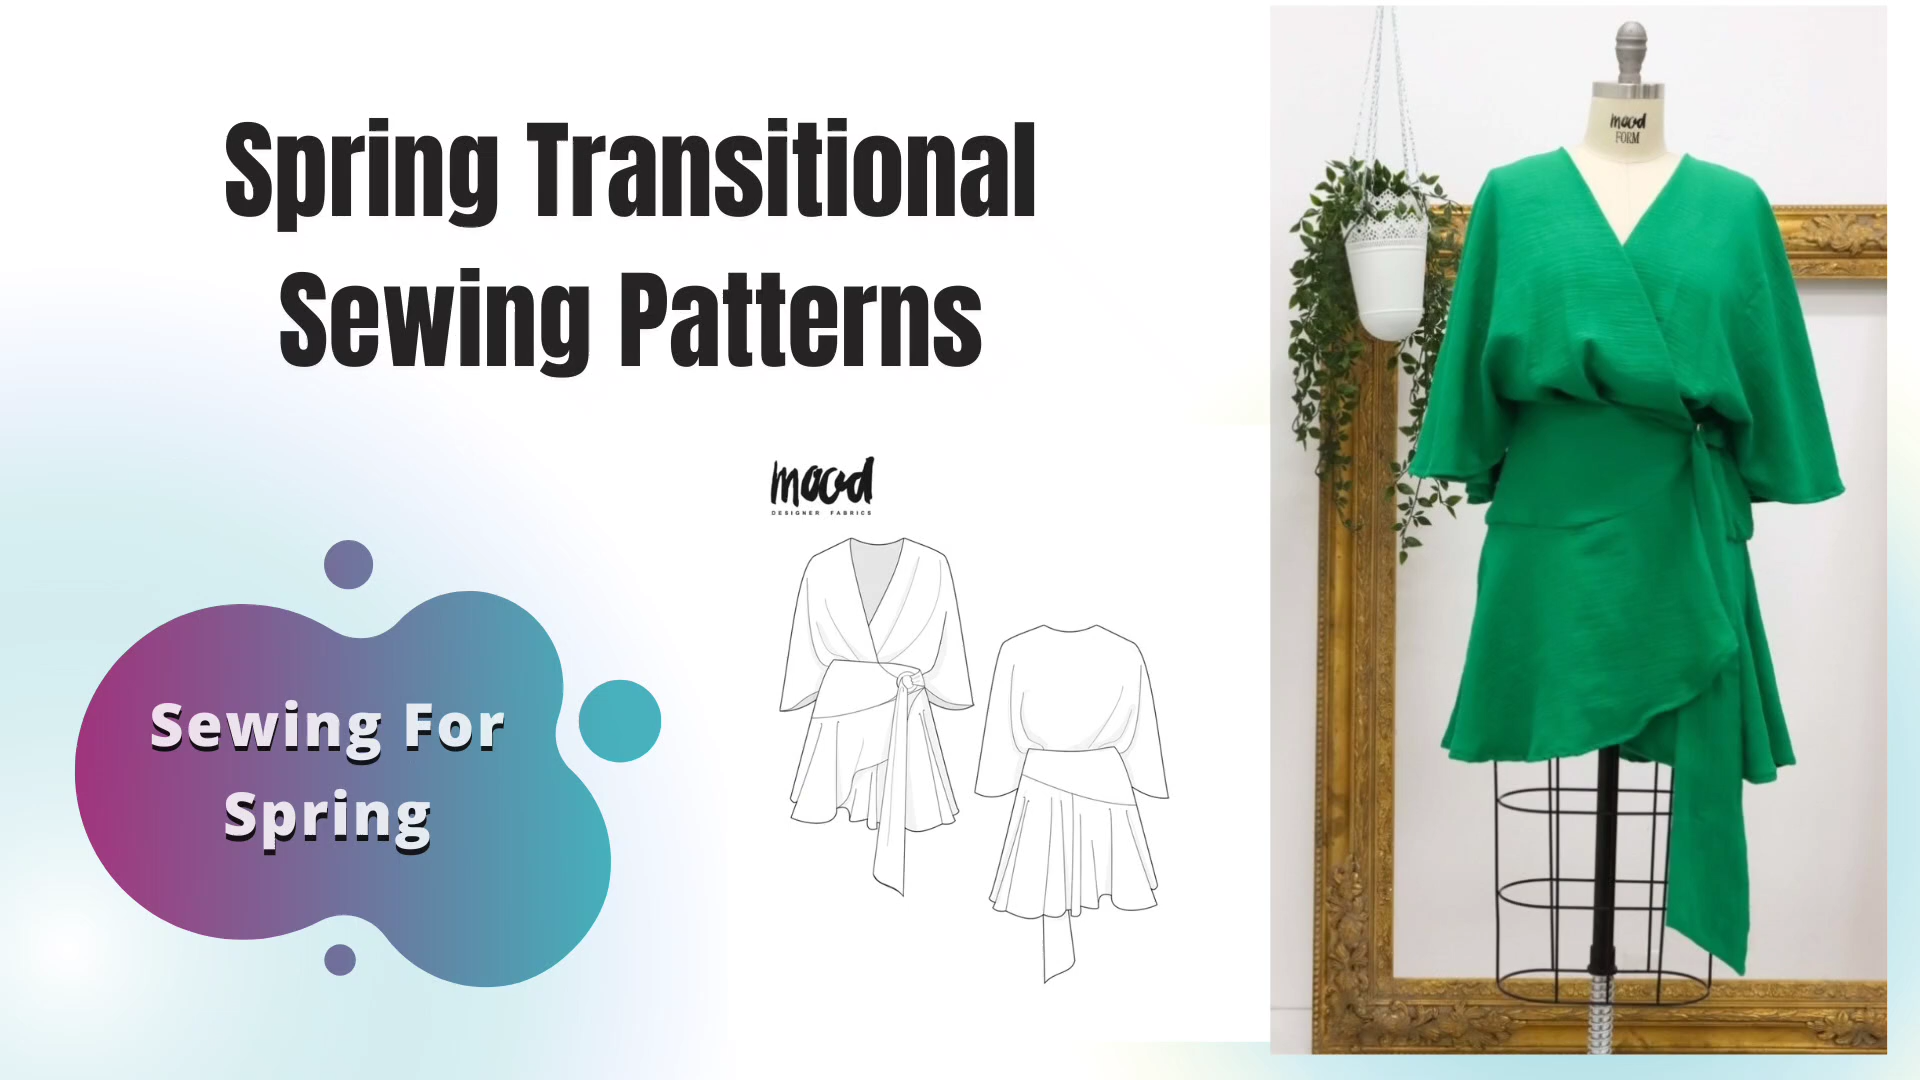 Spring Transitional
Sewing Patterns
mood
DESIGNER FABRICS
Sewing For
Spring
mood
FORM